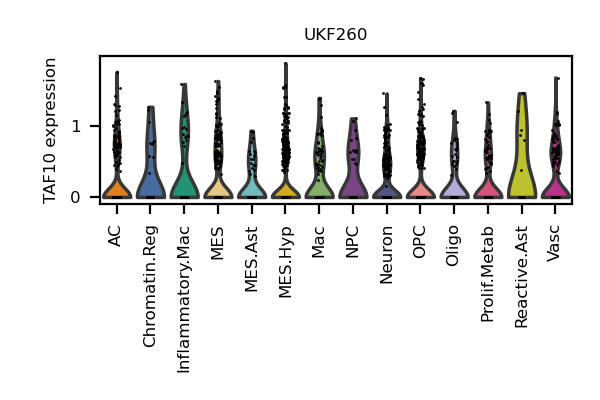 UKF260
TAF10 expression
1
0
AC
Chromatin.Reg
Inflammatory.Mac
MES
MES.Ast
MES.Hyp
Mac
NPC
Neuron
OPC
Oligo
Prolif.Metab
Reactive.Ast
Vasc